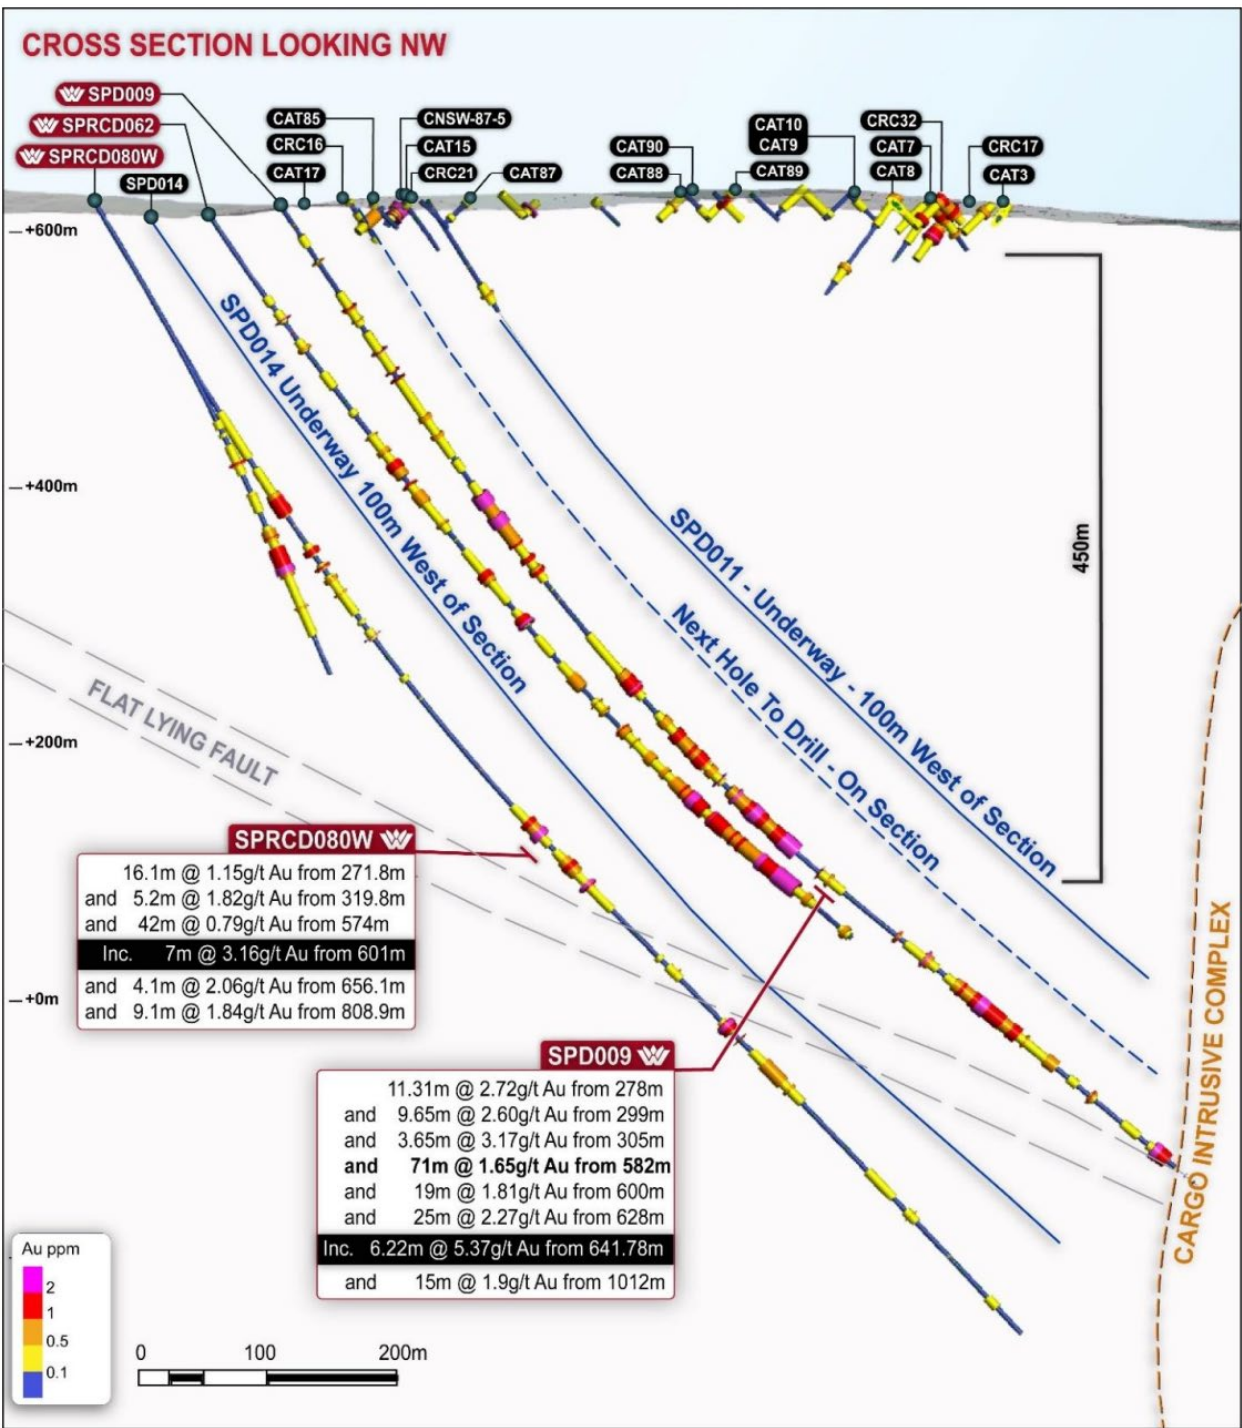 CROSS SECTION LOOKING NW
SPD009
SPRCD062
SPRCD080W
SPD014
CAT85
CRC16
CAT17
CNSW-87-5
CAT15
CRC21
CAT87
CAT90
CAT88
CAT89
CAT10
CAT9
CRC32
CAT7
CAT8
CRC17
CAT3
+600m
+400m
+200m
+0m
SPD014 Underway 100m West of Section
SPD011 - Underway - 100m West of Section
Next Hole To Drill - On Section
450m
FLAT LYING FAULT
CARGO INTRUSIVE COMPLEX
SPRCD080W
16.1m @ 1.15g/t Au from 271.8m
and 5.2m @ 1.82g/t Au from 319.8m
and 42m @ 0.79g/t Au from 574m
Inc. 7m @ 3.16g/t Au from 601m
and 4.1m @ 2.06g/t Au from 656.1m
and 9.1m @ 1.84g/t Au from 808.9m
SPD009
11.31m @ 2.72g/t Au from 278m
and 9.65m @ 2.60g/t Au from 299m
and 3.65m @ 3.17g/t Au from 305m
and 71m @ 1.65g/t Au from 582m
and 19m @ 1.81g/t Au from 600m
and 25m @ 2.27g/t Au from 628m
Inc. 6.22m @ 5.37g/t Au from 641.78m
and 15m @ 1.9g/t Au from 1012m
Au ppm
2
1
0.5
0.1
0 100 200m